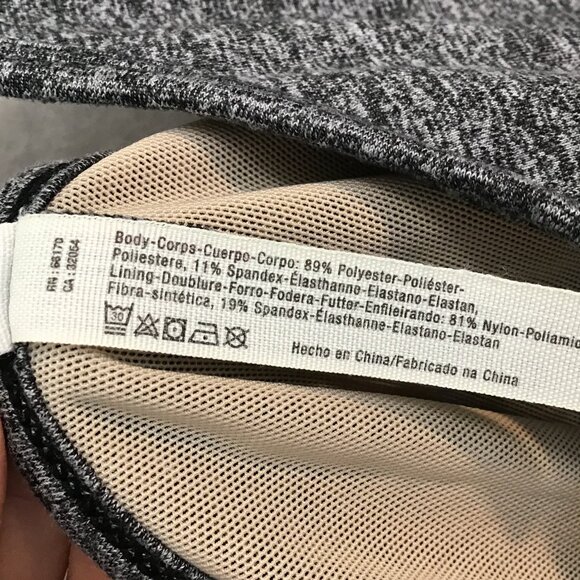 RN : 66170
CA : 32054
Body-Corps-Cuerpo-Corpo: 89% Polyester-Poliéster-
Poliestere, 11% Spandex-Élasthanne-Elastano-Elastan,
Lining-Doublure-Forro-Fodera-Futter-Enfileirando: 81% Nylon-Poliamid
Fibra-sintética, 19% Spandex-Élasthanne-Elastano-Elastan
30
Hecho en China/Fabricado na China